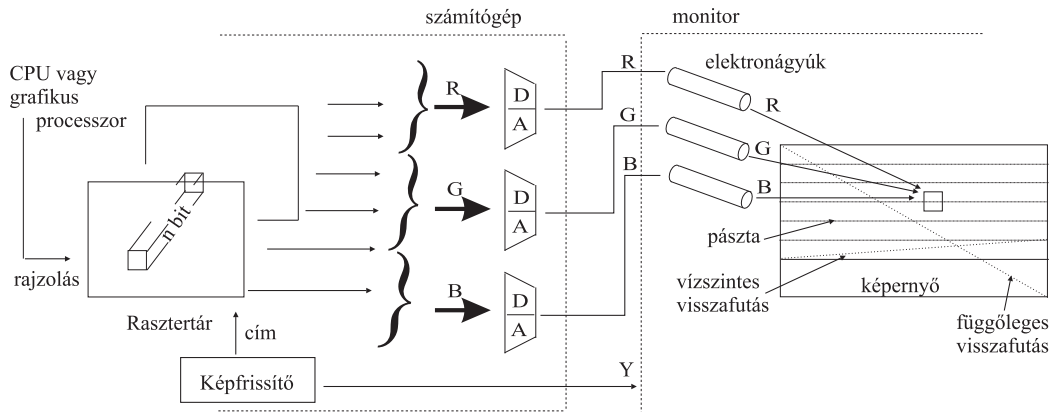 számítógép
monitor
CPU vagy
grafikus
processzor
R
D
A
R
elektronágyúk
R
n bit
G
D
A
G
G
B
B
pászta
rajzolás
B
D
A
vízszintes
visszafutás
képernyő
függőleges
visszafutás
Rasztertár
cím
Képfrissítő
Y